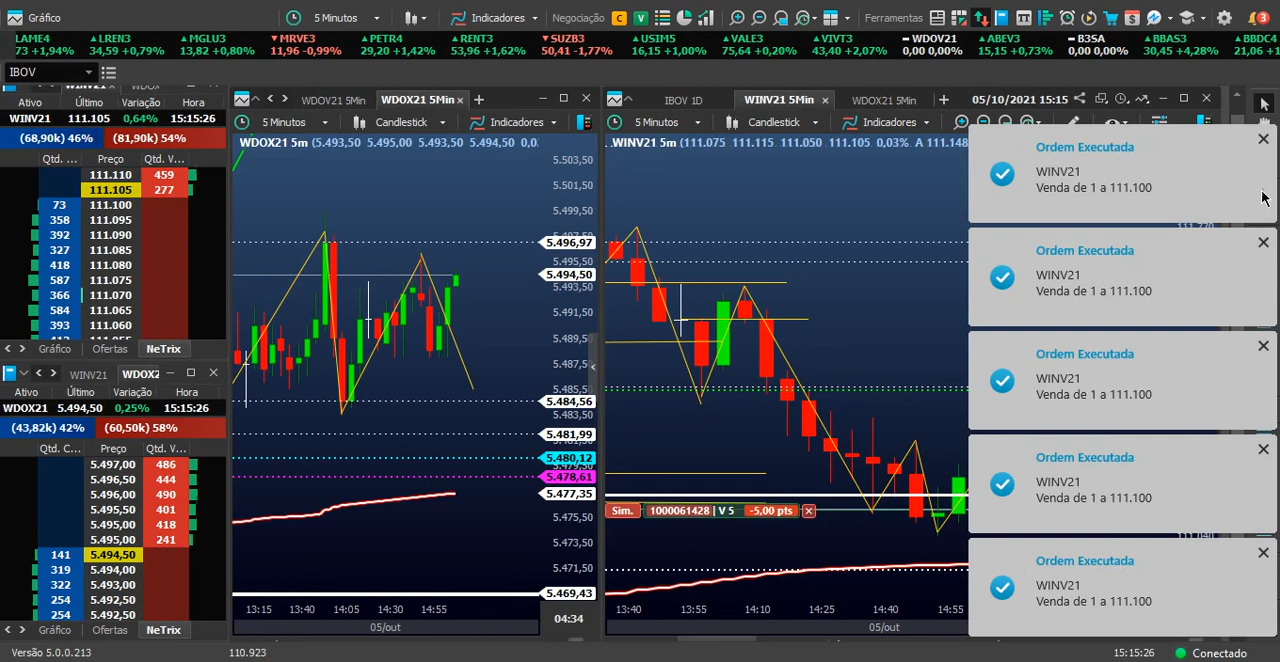 Gráfico
5 Minutos
Indicadores
Negociação
C
V
Ferramentas
3
LAME4 LREN3 MGLU3 MRVE3 PETR4 RENT3 SUZB3 USIM5 VALE3 VIVT3 WDOV21 ABEV3 B3SA BBAS3 BBDC4
73 +1,94% 34,59 +0,79% 13,82 +0,80% 11,96 -0,99% 29,20 +1,42% 53,96 +1,62% 50,41 -1,77% 16,15 +1,00% 75,64 +0,20% 43,40 +2,07% 0,00 0,00% 15,15 +0,73% 0,00 0,00% 30,45 +4,28% 21,06 +1
IBOV
WINV21 WDOX
Ativo Último Variação Hora
WINV21 111.105 0,64% 15:15:26
(68,90k) 46% (81,90k) 54%
Qtd. ... Preço Qtd. V...
111.110 459
111.105 277
73 111.100
358 111.095
392 111.090
327 111.085
418 111.080
587 111.075
366 111.070
584 111.065
393 111.060
Gráfico Ofertas NeTrix
WINV21 WDOX2
Ativo Último Variação Hora
WDOX21 5.494,50 0,25% 15:15:26
(43,82k) 42% (60,50k) 58%
Qtd. C... Preço Qtd. V...
5.497,00 486
5.496,50 444
5.496,00 490
5.495,50 401
5.495,00 418
5.495,00 241
141 5.494,50
319 5.494,00
322 5.493,00
254 5.492,50
254 5.492,00
Gráfico Ofertas NeTrix
WDOV21 5Min WDOX21 5Min
5 Minutos Candlestick Indicadores
WDOX21 5m (5.493,50 5.495,00 5.493,50 5.494,50 0,0
5.503,50
5.501,50
5.499,50
5.496,97
5.495,50
5.494,50
5.493,50
5.491,50
5.489,50
5.487,50
5.485,50
5.484,56
5.483,50
5.481,99
5.480,12
5.478,61
5.477,35
5.475,50
5.473,50
5.471,50
5.469,43
13:15 13:40 14:05 14:30 14:55
04:34
05/out
IBOV 1D WINV21 5Min WDOX21 5Min
05/10/2021 15:15
5 Minutos Candlestick Indicadores
WINV21 5m (111.075 111.115 111.050 111.105 0,03% A 111.148
Sim. 1000061428 | V 5 -5,00 pts
13:40 13:55 14:10 14:25 14:40 14:55
05/out
Ordem Executada
WINV21
Venda de 1 a 111.100
Ordem Executada
WINV21
Venda de 1 a 111.100
Ordem Executada
WINV21
Venda de 1 a 111.100
Ordem Executada
WINV21
Venda de 1 a 111.100
Ordem Executada
WINV21
Venda de 1 a 111.100
Versão 5.0.0.213
110.923
15:15:26
Conectado